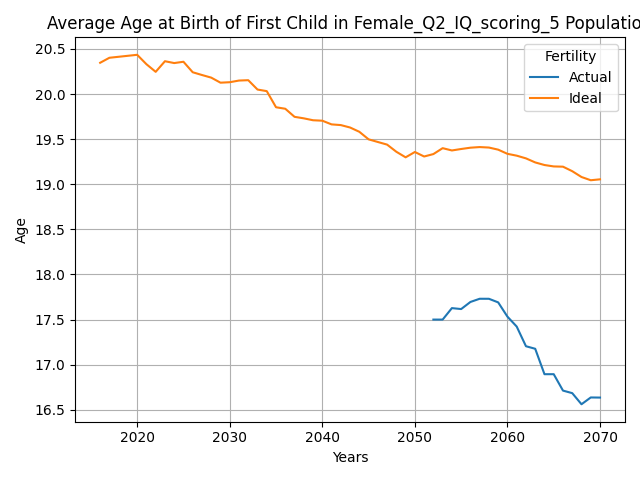 Average Age at Birth of First Child in Female_Q2_IQ_scoring_5 Populatio
Fertility
Actual
Ideal
20.5
20.0
19.5
19.0
18.5
18.0
17.5
17.0
16.5
Age
2020 2030 2040 2050 2060 2070
Years